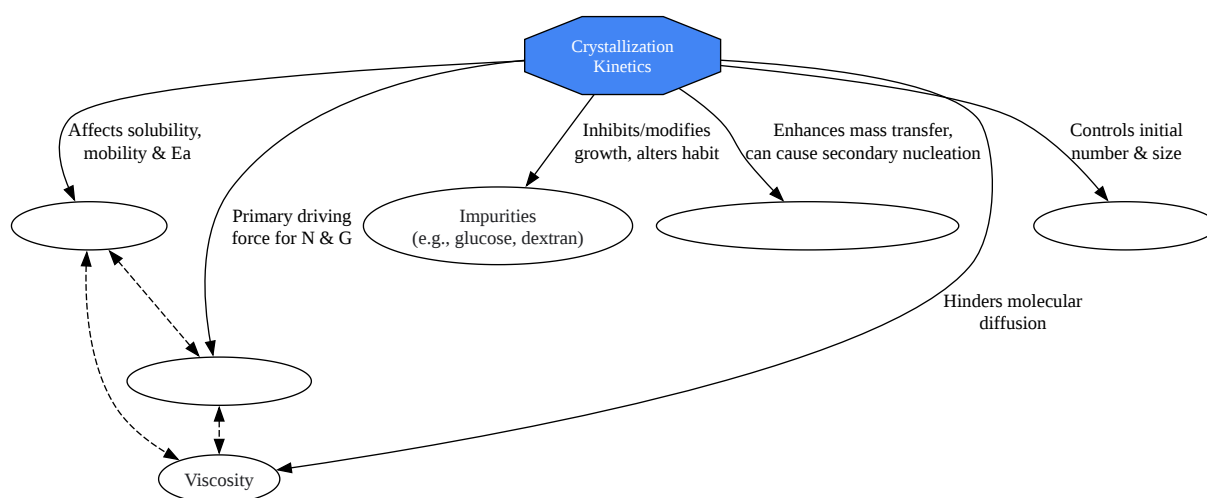 Crystallization
Kinetics
Affects solubility,
mobility & Ea
Inhibits/modifies
growth, alters habit
Enhances mass transfer,
can cause secondary nucleation
Controls initial
number & size
Primary driving
force for N & G
Impurities
(e.g., glucose, dextran)
Hinders molecular
diffusion
Viscosity